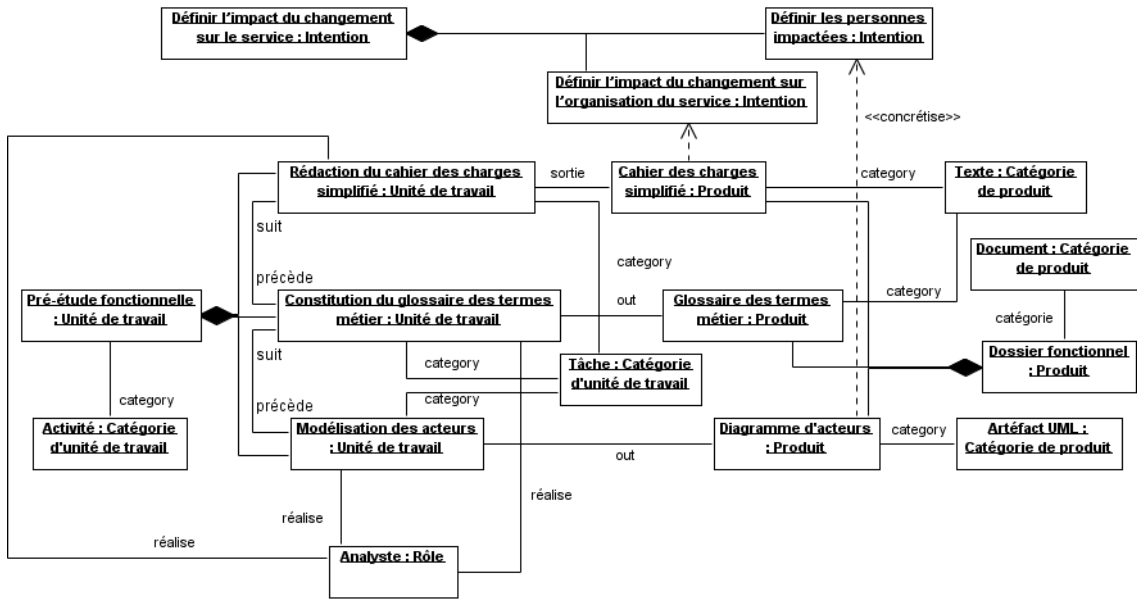 Définir l'impact du changement
sur le service : Intention
Définir les personnes
impactées : Intention
Définir l'impact du changement sur
l'organisation du service : Intention
<<concrétise>>
Rédaction du cahier des charges
simplifié : Unité de travail
sortie
Cahier des charges
simplifié : Produit
category
Texte : Catégorie
de produit
suit
Document : Catégorie
de produit
category
précède
Pré-étude fonctionnelle
: Unité de travail
Constitution du glossaire des termes
métier : Unité de travail
out
Glossaire des termes
métier : Produit
category
catégorie
suit
category
Tâche : Catégorie
d'unité de travail
Dossier fonctionnel
: Produit
category
précède
category
Activité : Catégorie
d'unité de travail
Modélisation des acteurs
: Unité de travail
out
Diagramme d'acteurs
: Produit
category
Artéfact UML :
Catégorie de produit
réalise
réalise
réalise
Analyste : Rôle